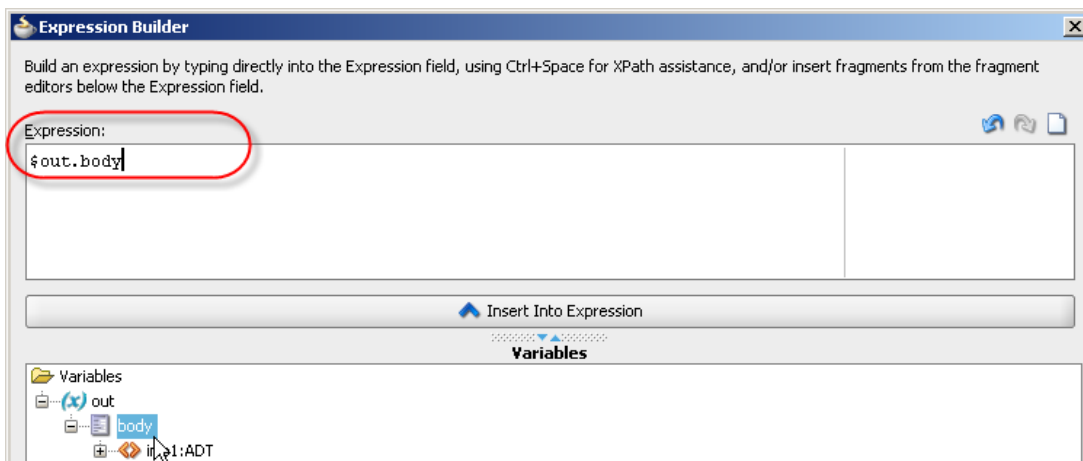 Expression Builder
Build an expression by typing directly into the Expression field, using Ctrl+Space for XPath assistance, and/or insert fragments from the fragment
editors below the Expression field.
Expression:
$out.body
Insert Into Expression
Variables
Variables
(x) out
body
:ADT